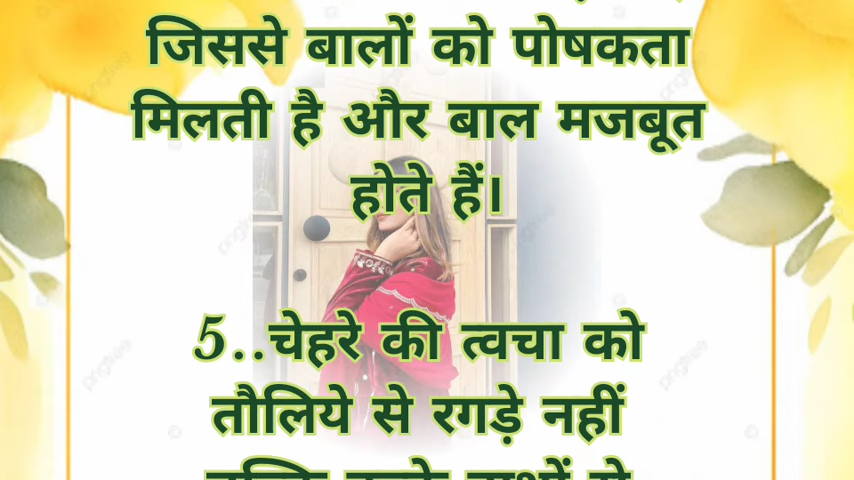 जिससे बालों को पोषकता
मिलती है और बाल मजबूत
होते हैं।
5..चेहरे की त्वचा को
तौलिये से रगड़े नहीं